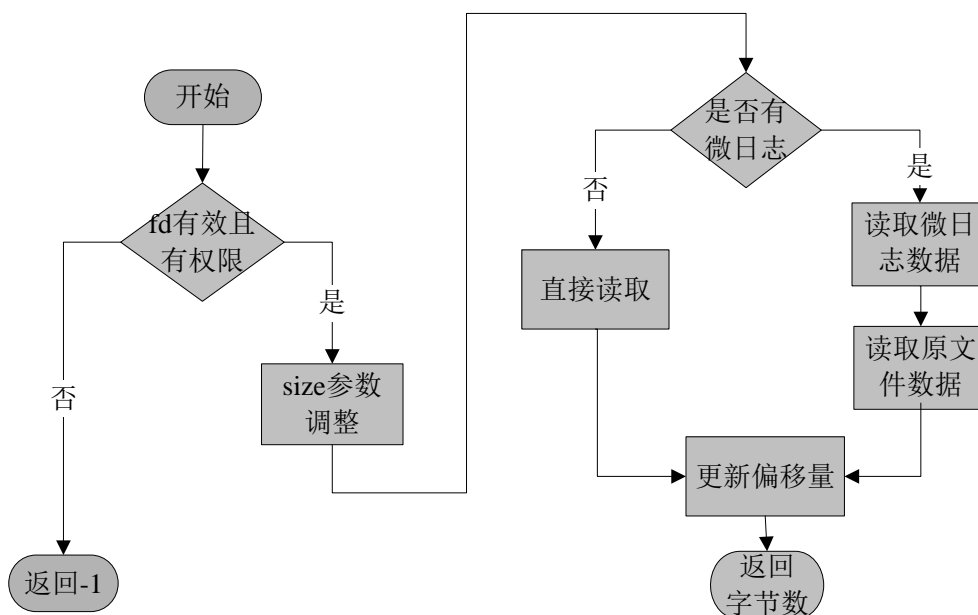 开始
fd有效且
有权限
否
是
size参数
调整
返回-1
是否有
微日志
否
是
直接读取
读取微日
志数据
读取原文
件数据
更新偏移量
返回
字节数